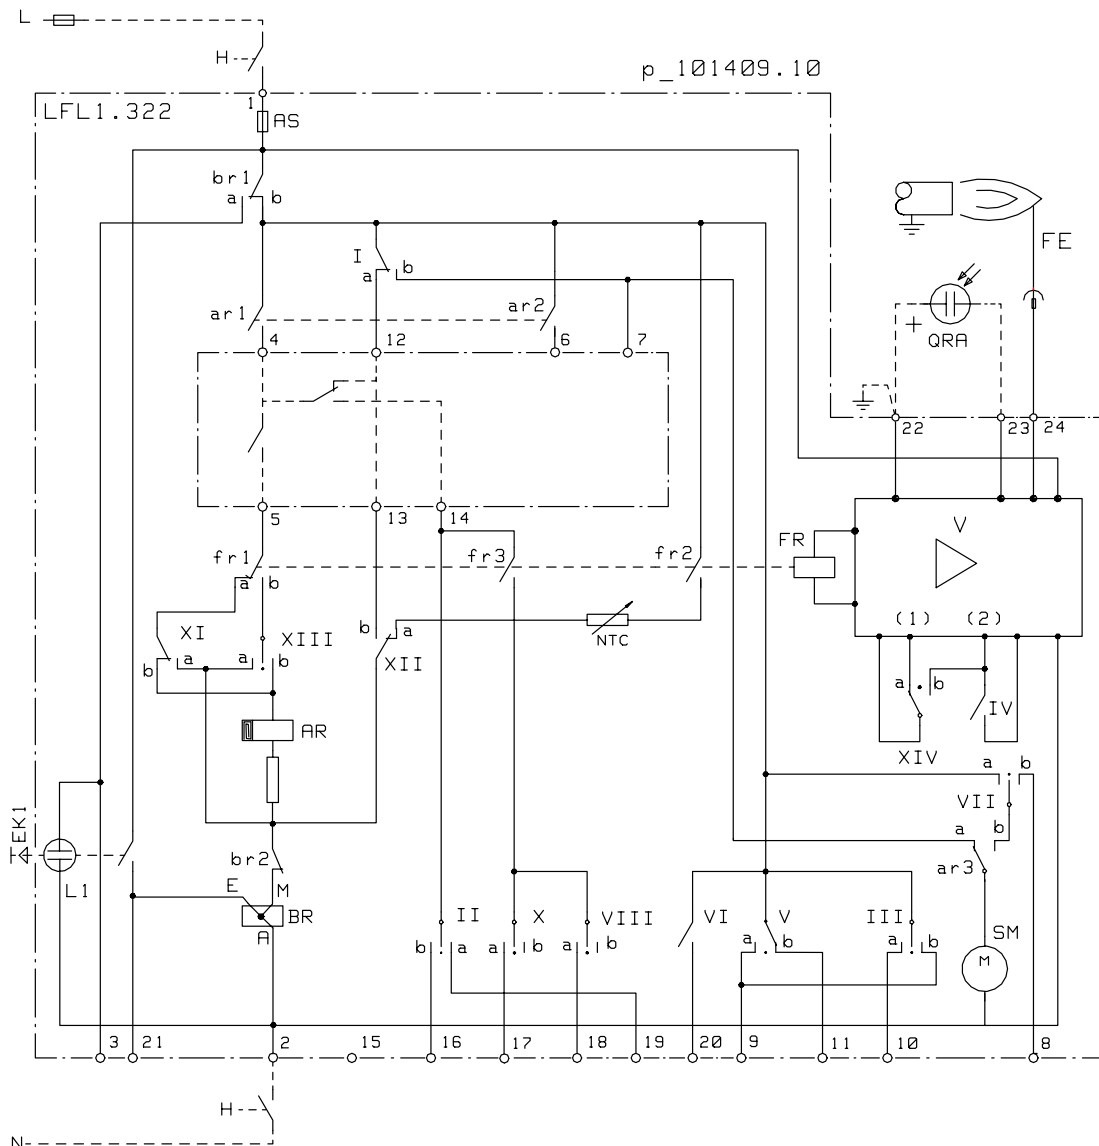 L
H
p_101409.10
LFL1.322
1
AS
br1
a b
I
a b
FE
ar1
ar2
+
QRA
4 12 6 7
22 23 24
5 13 14
V
FR
fr1
fr3
fr2
a b
(1) (2)
NTC
b a
XI
XIII
XII
b a a b
a b
IV
AR
XIV
a b
VII
EK1
a b
ar3
br2
L1
E M
BR
A
II X VIII VI V III
SM
b a a b a b a b a b
M
3 21 2 15 16 17 18 19 20 9 11 10 8
H
N